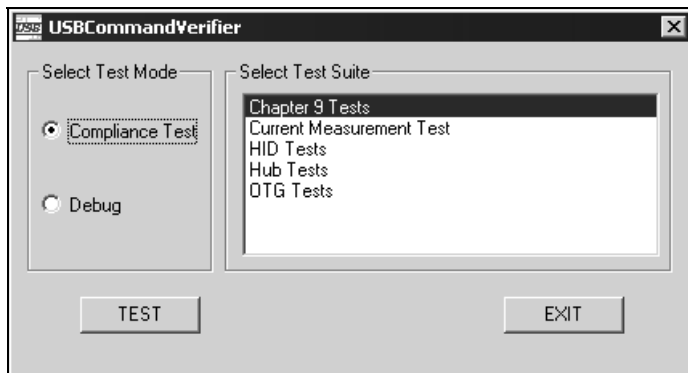 USB USBCommandVerifier
Select Test Mode
Compliance Test
Debug
Select Test Suite
Chapter 9 Tests
Current Measurement Test
HID Tests
Hub Tests
OTG Tests
TEST
EXIT